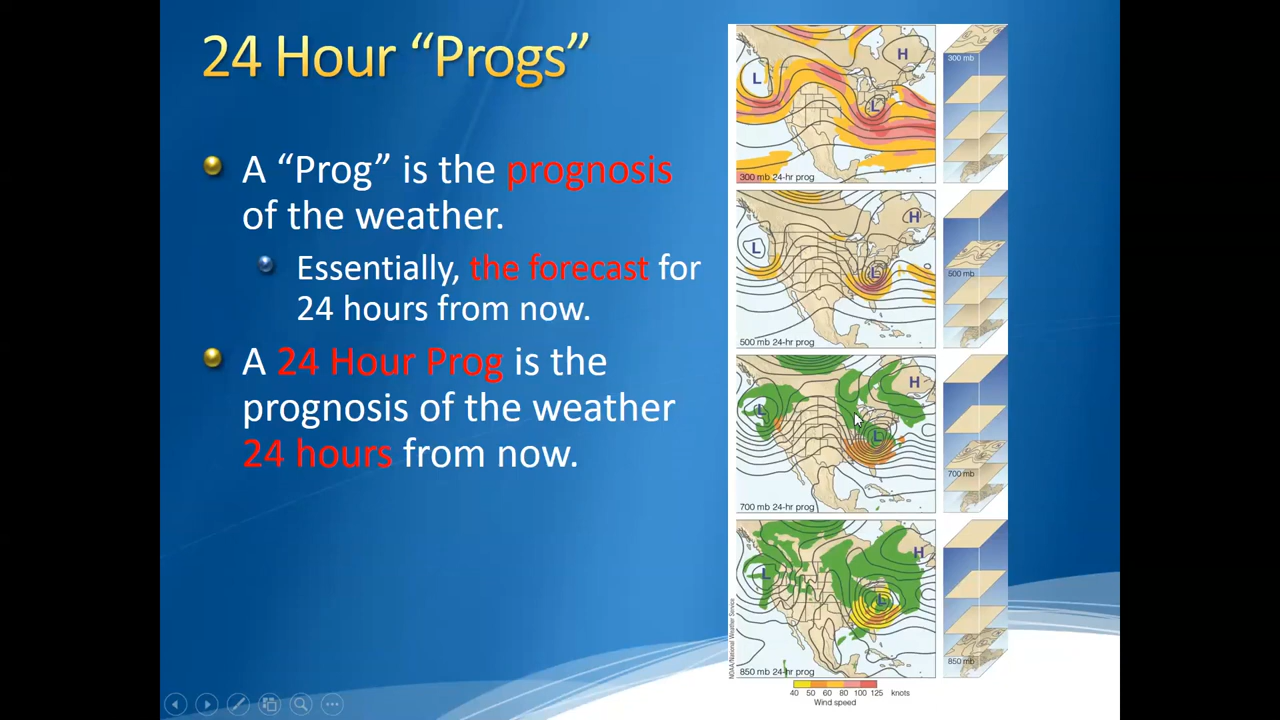 24 Hour “Progs”
A “Prog” is the prognosis
of the weather.
Essentially, the forecast for
24 hours from now.
A 24 Hour Prog is the
prognosis of the weather
24 hours from now.
L
H
L
300 mb 24-hr prog
300 mb
L
H
L
500 mb 24-hr prog
500 mb
L
H
L
700 mb 24-hr prog
700 mb
L
H
L
850 mb 24-hr prog
850 mb
NOAA/National Weather Service
40 50 60 80 100 125 knots
Wind speed